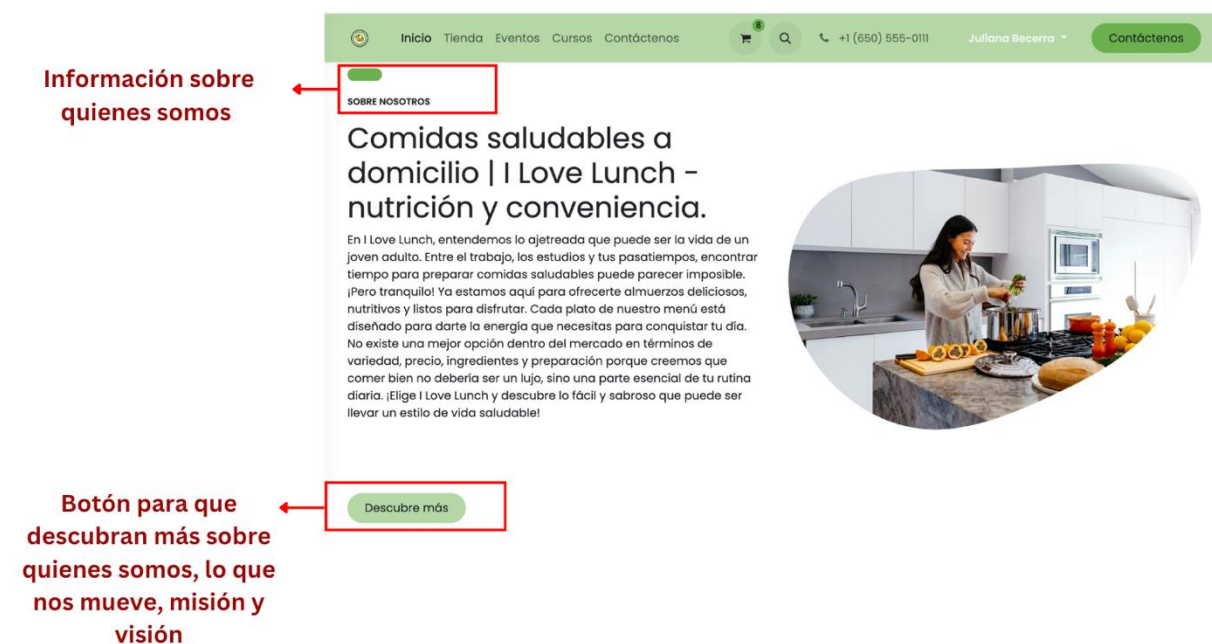 Inicio Tienda Eventos Cursos Contáctenos 8 +1 (650) 555-0111 Juliana Becerra Contáctenos
Información sobre
quienes somos
SOBRE NOSOTROS
Comidas saludables a
domicilio | I Love Lunch -
nutrición y conveniencia.
En I Love Lunch, entendemos lo ajetreada que puede ser la vida de un
joven adulto. Entre el trabajo, los estudios y tus pasatiempos, encontrar
tiempo para preparar comidas saludables puede parecer imposible.
¡Pero tranquilo! Ya estamos aquí para ofrecerte almuerzos deliciosos,
nutritivos y listos para disfrutar. Cada plato de nuestro menú está
diseñado para darte la energía que necesitas para conquistar tu día.
No existe una mejor opción dentro del mercado en términos de
variedad, precio, ingredientes y preparación porque creemos que
comer bien no debería ser un lujo, sino una parte esencial de tu rutina
diaria. ¡Elige I Love Lunch y descubre lo fácil y sabroso que puede ser
llevar un estilo de vida saludable!
Descubre más
Botón para que
descubran más sobre
quienes somos, lo que
nos mueve, misión y
visión